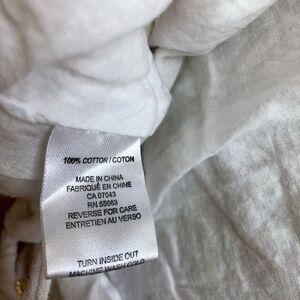 100% COTTON / COTON
MADE IN CHINA
FABRIQUÉ EN CHINE
CA 07043
RN 55063
REVERSE FOR CARE
ENTRETIEN AU VERSO
TURN INSIDE OUT
MACHINE WASH COLD